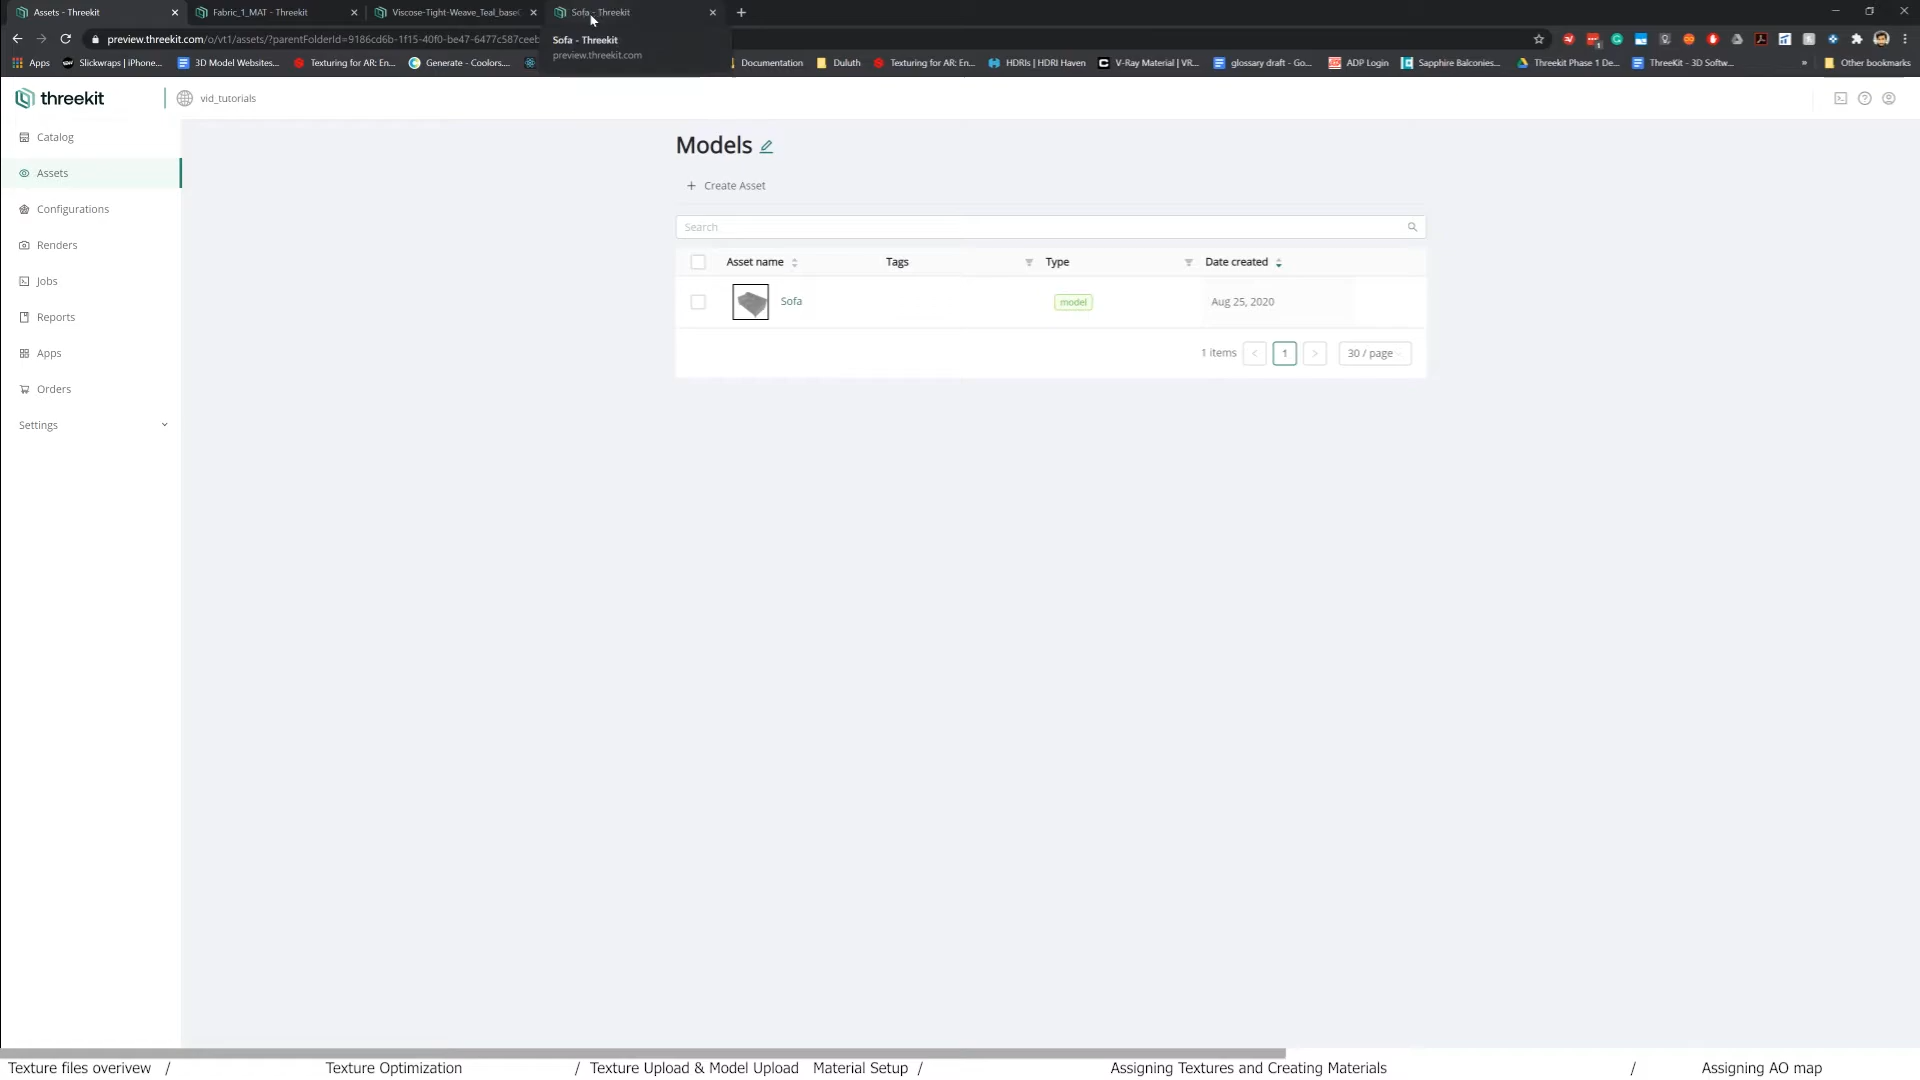 Assets - Threekit
Fabric_1_MAT - Threekit
Viscose-Tight-Weave_Teal_base
Sofa - Threekit
preview.threekit.com/o/vt1/assets/?parentFolderId=9186cd6b-1f15-40f0-be47-6477c587ceeb
Sofa - Threekit
preview.threekit.com
Apps
Slickwraps | iPhone...
3D Model Websites...
Texturing for AR: En...
Generate - Coolors....
Documentation
Duluth
Texturing for AR: En...
HDRIs | HDRI Haven
V-Ray Material | VR...
glossary draft - Go...
ADP Login
Sapphire Balconies...
Threekit Phase 1 De...
ThreeKit - 3D Softw...
»
Other bookmarks
threekit
vid_tutorials
Catalog
Assets
Configurations
Renders
Jobs
Reports
Apps
Orders
Settings
Models
+ Create Asset
Search
Asset name
Tags
Type
Date created
Sofa
model
Aug 25, 2020
1 items
< 1 >
30 / page
Texture files overivew / Texture Optimization / Texture Upload & Model Upload Material Setup / Assigning Textures and Creating Materials / Assigning AO map